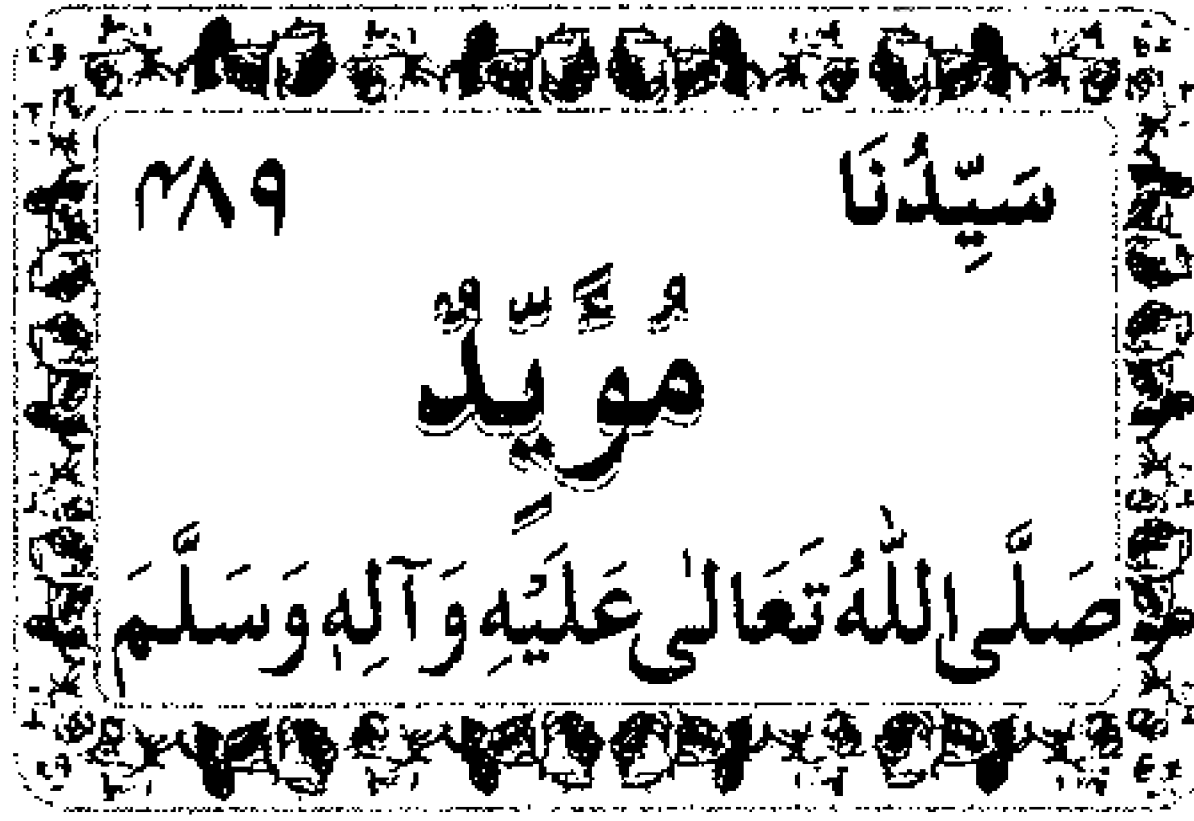 سَيِّدُنَا ۴۸۹
مُؤَيِّدٌ
صَلَّى اللّٰهُ تَعَالٰى عَلَيْهِ وَآلِهٖ وَسَلَّمَ